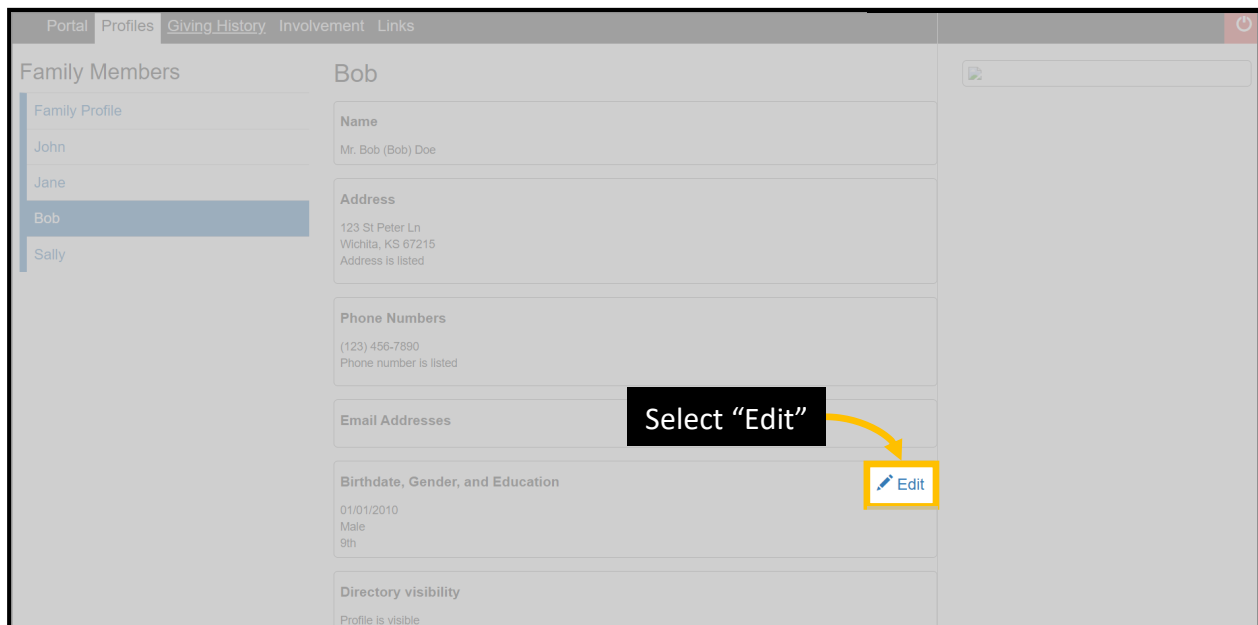 Portal Profiles Giving History Involvement Links
Family Members
Family Profile
John
Jane
Bob
Sally
Bob
Name
Mr. Bob (Bob) Doe
Address
123 St Peter Ln
Wichita, KS 67215
Address is listed
Phone Numbers
(123) 456-7890
Phone number is listed
Email Addresses
Select “Edit”
Birthdate, Gender, and Education
Edit
01/01/2010
Male
9th
Directory visibility
Profile is visible